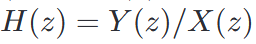 H(z) = Y(z)/X(z)